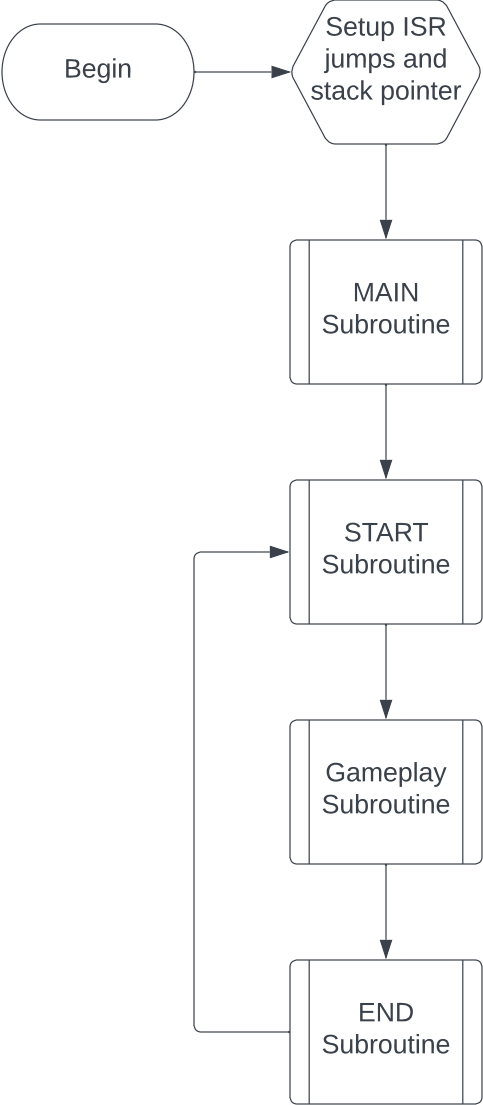 Begin
Setup ISR
jumps and
stack pointer
MAIN
Subroutine
START
Subroutine
Gameplay
Subroutine
END
Subroutine